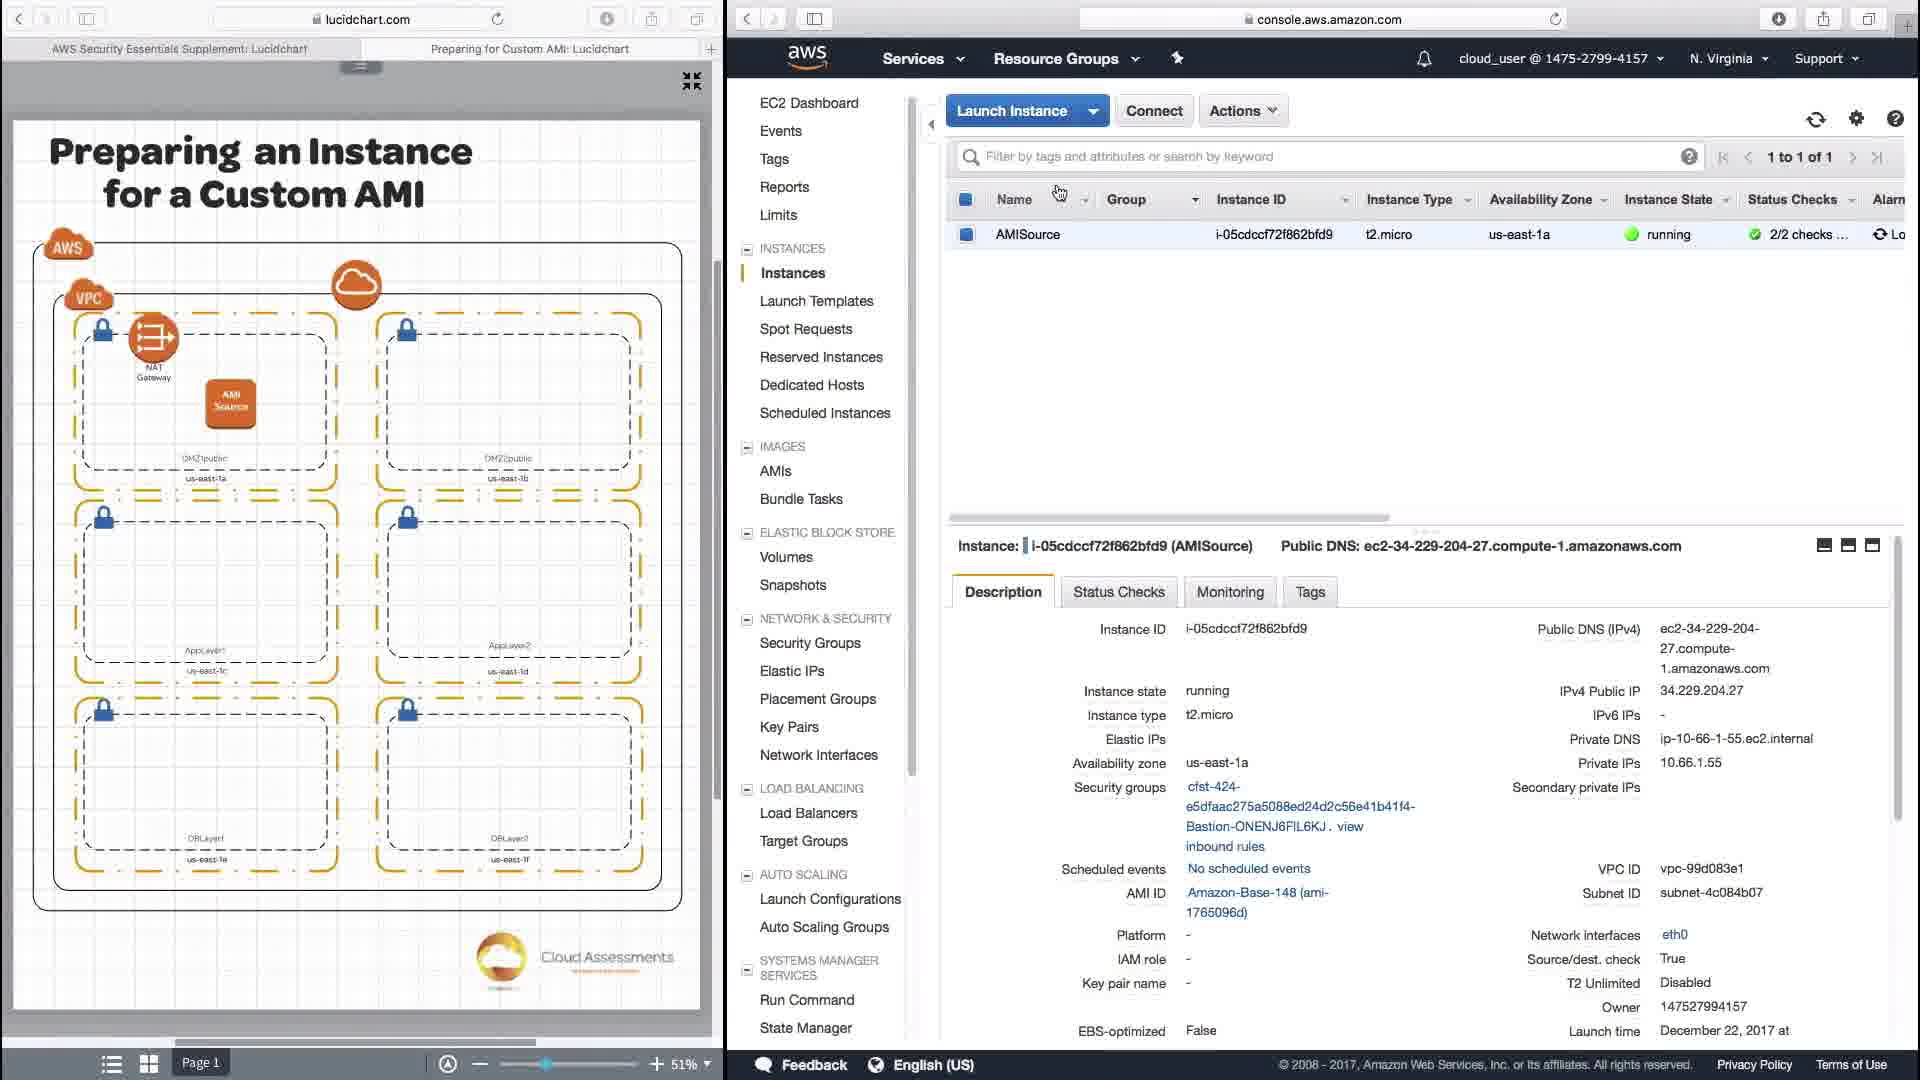 lucidchart.com
AWS Security Essentials Supplement: Lucidchart
Preparing for Custom AMI: Lucidchart
Preparing an Instance
for a Custom AMI
AWS
VPC
NAT
Gateway
AMI
Source
DMZ1public
us-east-1a
DMZ2public
us-east-1b
AppLayer1
us-east-1c
AppLayer2
us-east-1d
DBLayer1
us-east-1e
DBLayer2
us-east-1f
Cloud Assessments
Page 1
51%
console.aws.amazon.com
aws
Services
Resource Groups
cloud_user @ 1475-2799-4157
N. Virginia
Support
EC2 Dashboard
Events
Tags
Reports
Limits
INSTANCES
Instances
Launch Templates
Spot Requests
Reserved Instances
Dedicated Hosts
Scheduled Instances
IMAGES
AMIs
Bundle Tasks
ELASTIC BLOCK STORE
Volumes
Snapshots
NETWORK & SECURITY
Security Groups
Elastic IPs
Placement Groups
Key Pairs
Network Interfaces
LOAD BALANCING
Load Balancers
Target Groups
AUTO SCALING
Launch Configurations
Auto Scaling Groups
SYSTEMS MANAGER
SERVICES
Run Command
State Manager
Launch Instance
Connect
Actions
Filter by tags and attributes or search by keyword
1 to 1 of 1
Name
Group
Instance ID
Instance Type
Availability Zone
Instance State
Status Checks
Alarm
AMISource
i-05cdccf72f862bfd9
t2.micro
us-east-1a
running
2/2 checks ...
Lo
Instance: i-05cdccf72f862bfd9 (AMISource)
Public DNS: ec2-34-229-204-27.compute-1.amazonaws.com
Description
Status Checks
Monitoring
Tags
Instance ID i-05cdccf72f862bfd9
Instance state running
Instance type t2.micro
Elastic IPs
Availability zone us-east-1a
Security groups cfst-424-
e5dfaac275a5088ed24d2c56e41b41f4-
Bastion-ONENJ6FIL6KJ . view
inbound rules
Scheduled events No scheduled events
AMI ID Amazon-Base-148 (ami-
1765096d)
Platform -
IAM role -
Key pair name -
EBS-optimized False
Public DNS (IPv4) ec2-34-229-204-
27.compute-
1.amazonaws.com
IPv4 Public IP 34.229.204.27
IPv6 IPs -
Private DNS ip-10-66-1-55.ec2.internal
Private IPs 10.66.1.55
Secondary private IPs
VPC ID vpc-99d083e1
Subnet ID subnet-4c084b07
Network interfaces eth0
Source/dest. check True
T2 Unlimited Disabled
Owner 147527994157
Launch time December 22, 2017 at
Feedback
English (US)
© 2008 - 2017, Amazon Web Services, Inc. or its affiliates. All rights reserved.
Privacy Policy
Terms of Use